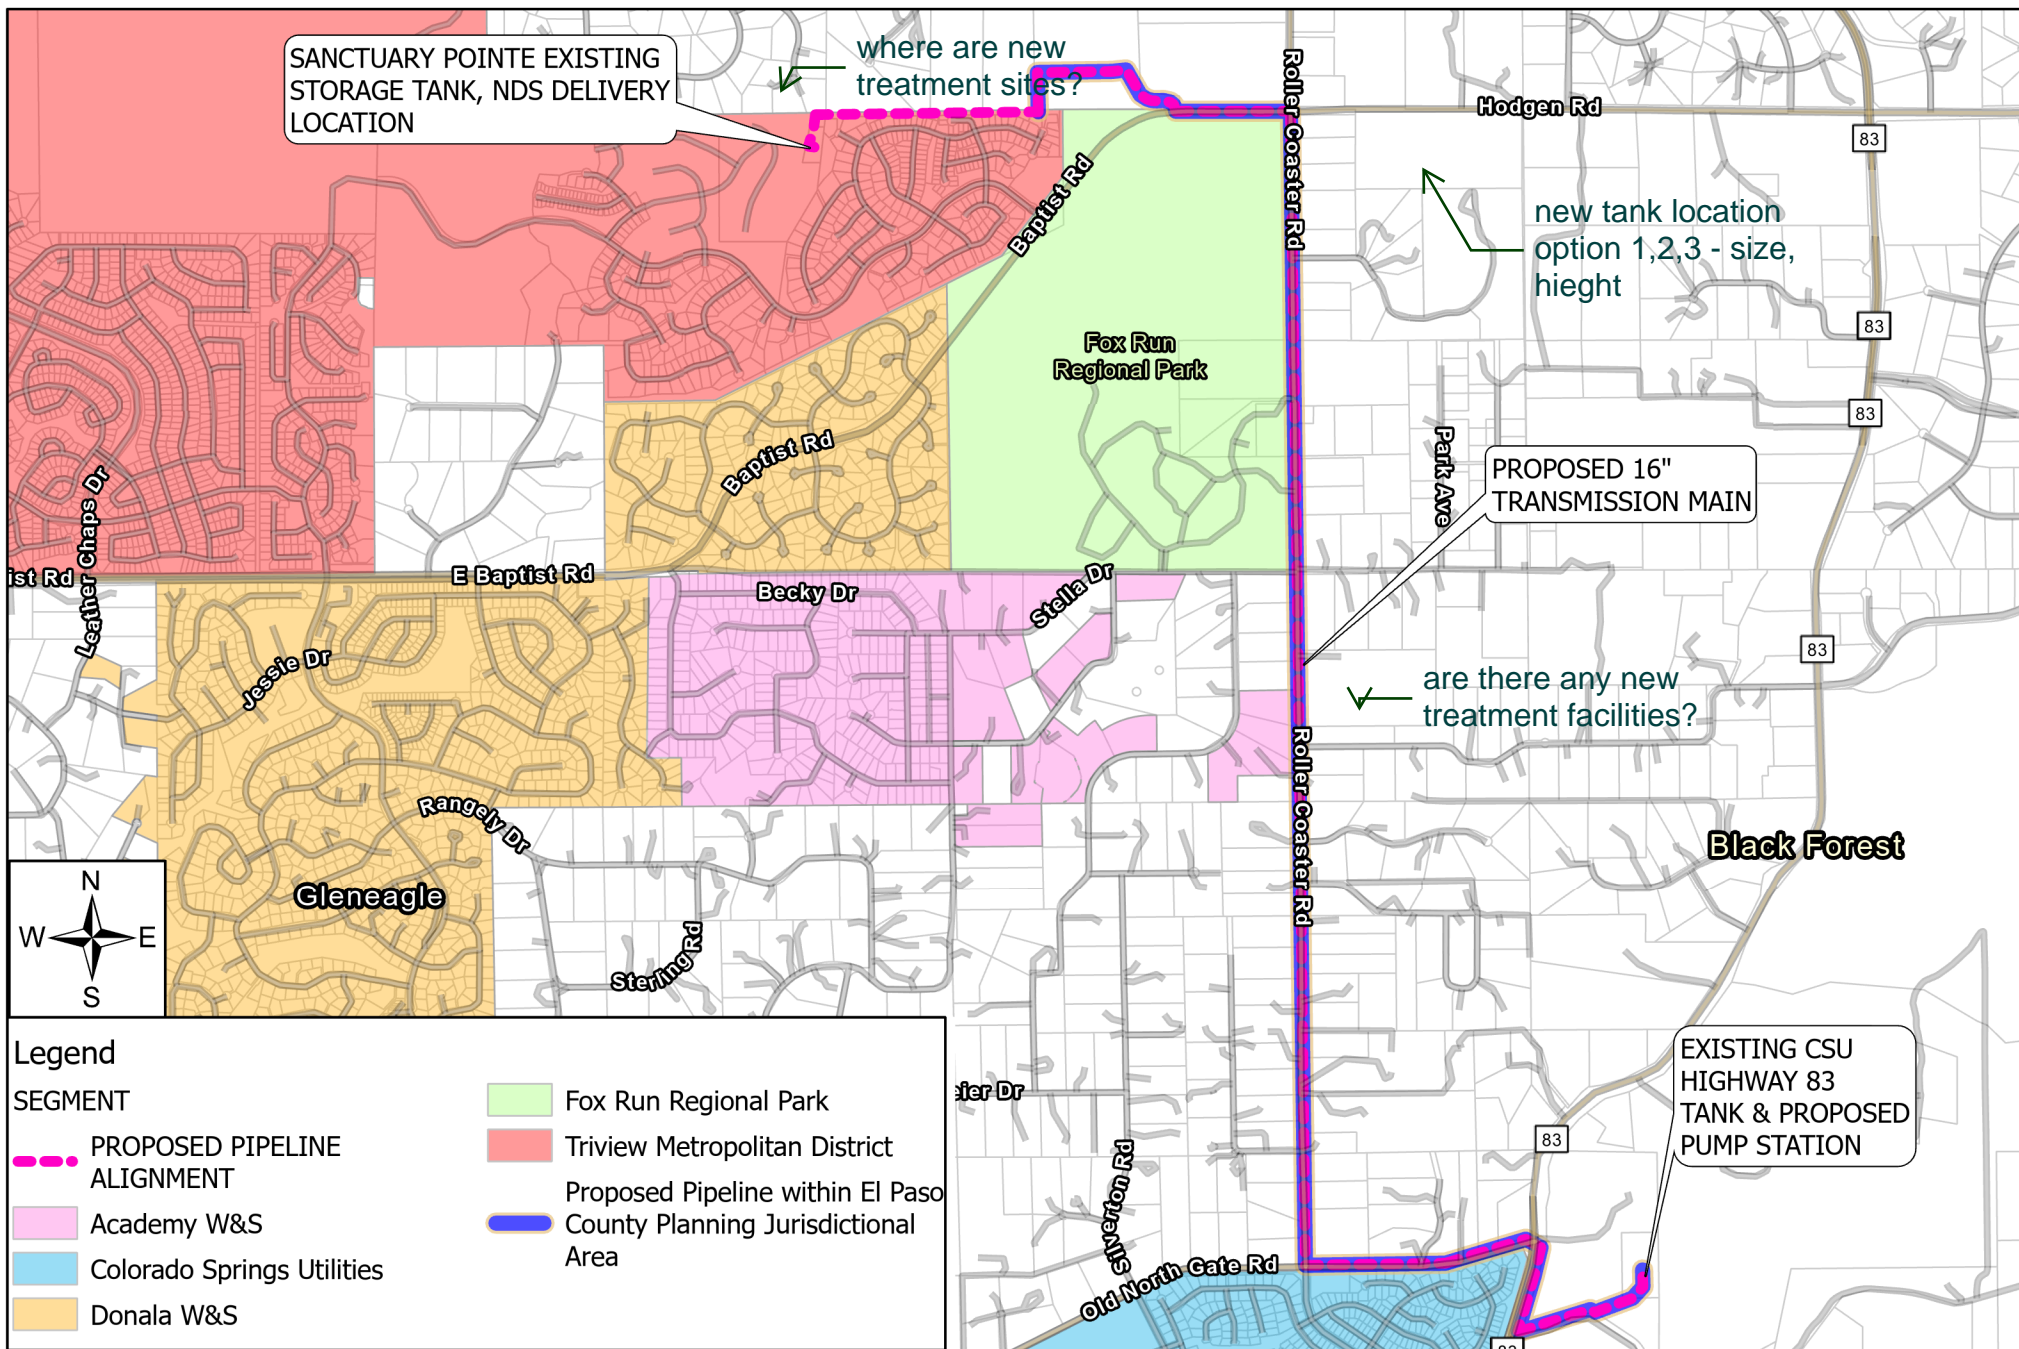 SANCTUARY POINTE EXISTING
STORAGE TANK, NDS DELIVERY
LOCATION
where are new
treatment sites?
Roller Coaster Rd
Hodgen Rd
83
Baptist Rd
new tank location
option 1,2,3 - size,
hieght
83
Fox Run
Regional Park
83
Baptist Rd
Park Ave
PROPOSED 16"
TRANSMISSION MAIN
Leather Chaps Dr
ist Rd
E Baptist Rd
Becky Dr
Stella Dr
83
Jessie Dr
are there any new
treatment facilities?
Roller Coaster Rd
Rangely Dr
Black Forest
Gleneagle
N
W E
S
Sterling Rd
Legend
SEGMENT
PROPOSED PIPELINE
ALIGNMENT
Academy W&S
Colorado Springs Utilities
Donala W&S
Fox Run Regional Park
Triview Metropolitan District
Proposed Pipeline within El Paso
County Planning Jurisdictional
Area
eier Dr
EXISTING CSU
HIGHWAY 83
TANK & PROPOSED
PUMP STATION
83
Silverton Rd
Old North Gate Rd
83